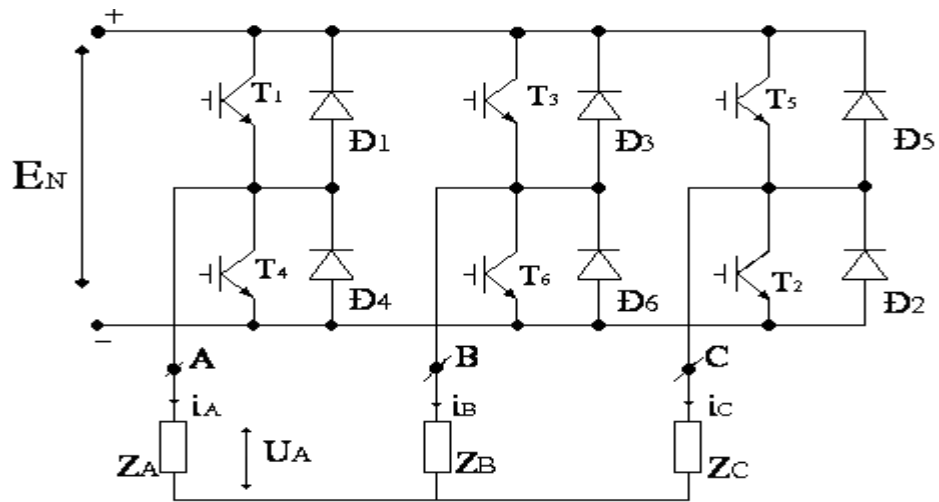 +
T1
Đ1
T3
Đ3
T5
Đ5
EN
T4
Đ4
T6
Đ6
T2
Đ2
−
A
B
C
iA
iB
iC
ZA
UA
ZB
ZC